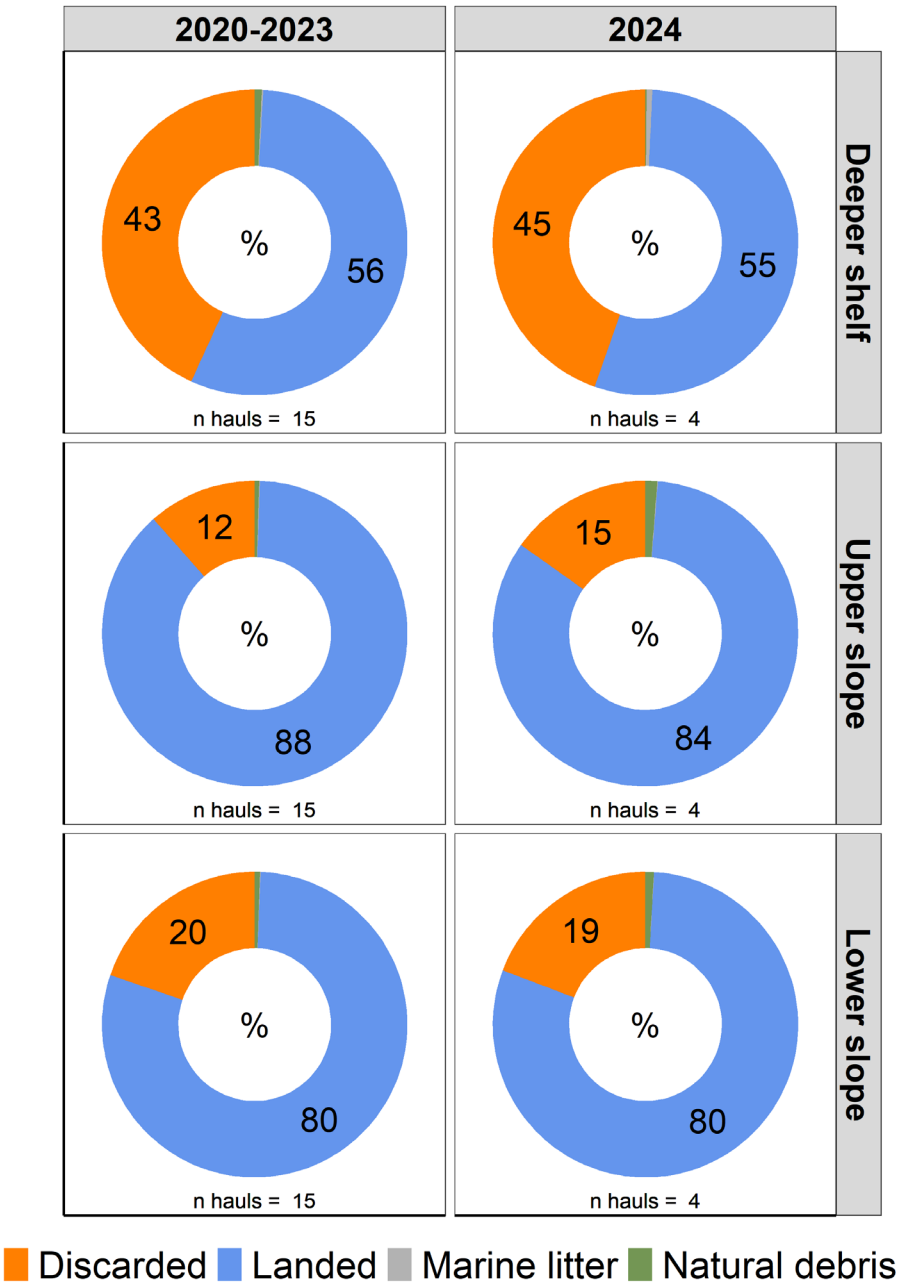 2020-2023
2024
43
%
56
n hauls = 15
45
%
55
n hauls = 4
Deeper shelf
12
%
88
n hauls = 15
15
%
84
n hauls = 4
Upper slope
20
%
80
n hauls = 15
19
%
80
n hauls = 4
Lower slope
Discarded Landed Marine litter Natural debris